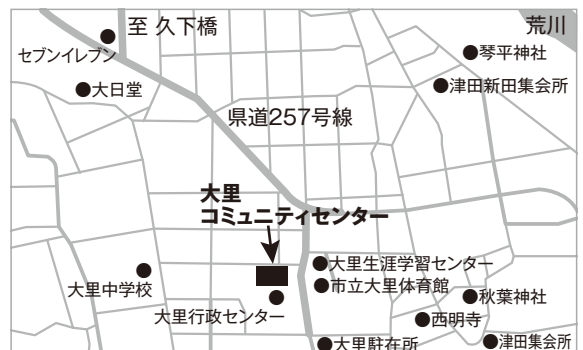 至 久下橋
荒川
セブンイレブン
●琴平神社
●大日堂
●津田新田集会所
県道257号線
大里
コミュニティセンター
●大里生涯学習センター
大里中学校
●市立大里体育館
大里行政センター
●秋葉神社
●西明寺
●大里駐在所
●津田集会所